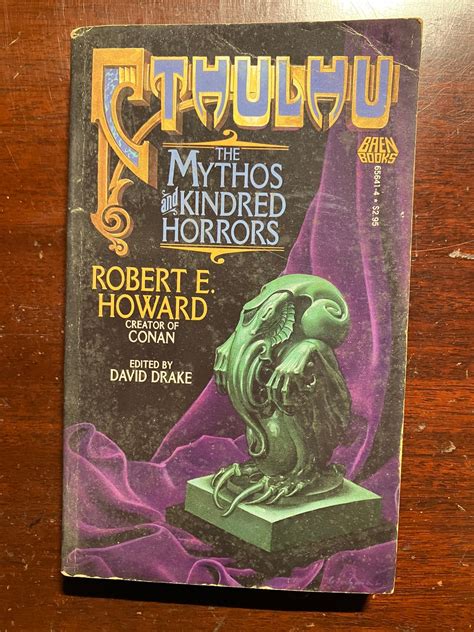 CTHULHU
THE
MYTHOS
and KINDRED
HORRORS
BAEN
BOOKS
65641-4 • $2.95
ROBERT E.
HOWARD
CREATOR OF
CONAN
EDITED BY
DAVID DRAKE